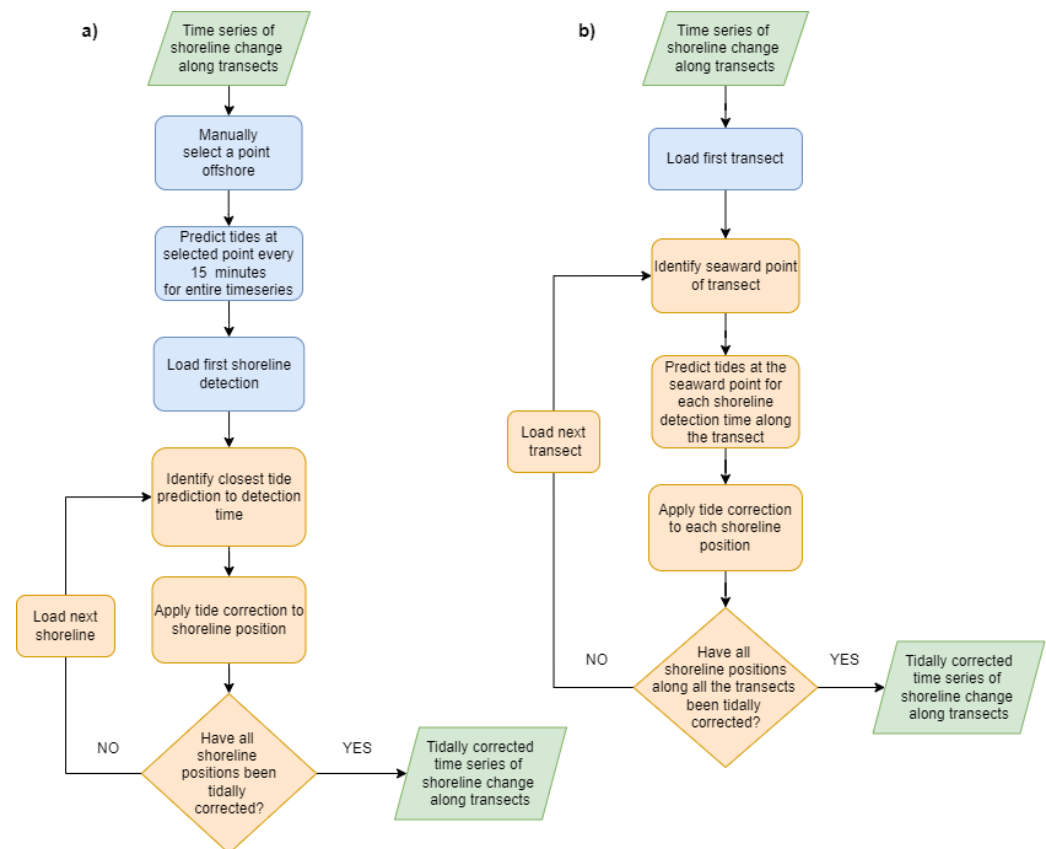 a)
Time series of
shoreline change
along transects
Manually
select a point
offshore
Predict tides at
selected point every
15 minutes
for entire timeseries
Load first shoreline
detection
Identify closest tide
prediction to detection
time
Apply tide correction to
shoreline position
Load next
shoreline
NO
Have all
shoreline
positions been
tidally
corrected?
YES
Tidally corrected
time series of
shoreline change
along transects
b)
Time series of
shoreline change
along transects
Load first transect
Identify seaward point
of transect
Predict tides at the
seaward point for
each shoreline
detection time along
the transect
Load next
transect
Apply tide correction
to each shoreline
position
NO
Have all
shoreline positions
along all the transects
been tidally
corrected?
YES
Tidally corrected
time series of
shoreline change
along transects